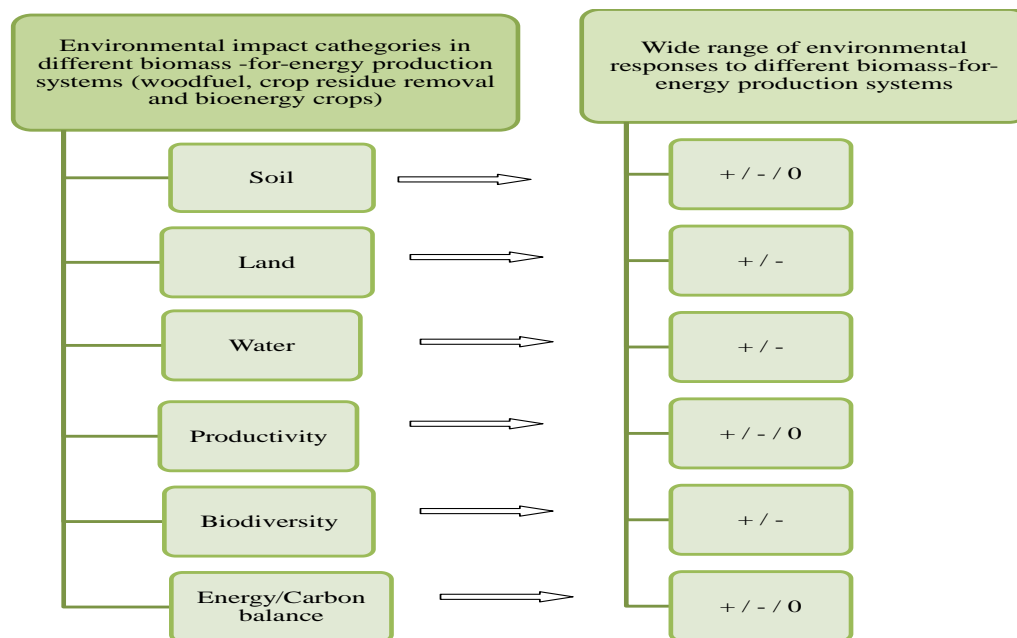 Environmental impact cathegories in
different biomass -for-energy production
systems (woodfuel, crop residue removal
and bioenergy crops)
Wide range of environmental
responses to different biomass-for-
energy production systems
Soil
+ / - / 0
Land
+ / -
Water
+ / -
Productivity
+ / - / 0
Biodiversity
+ / -
Energy/Carbon
balance
+ / - / 0